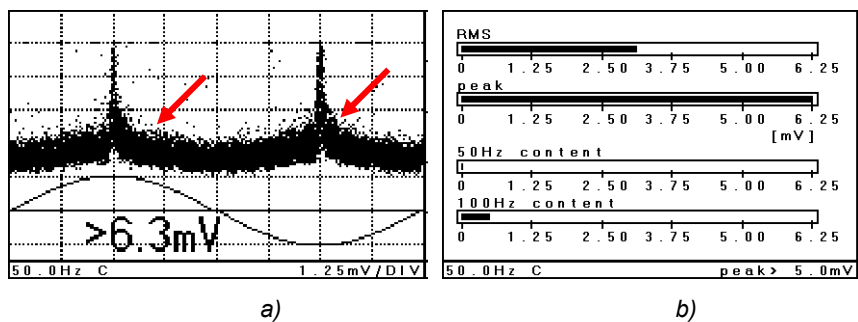 >6.3mV
50.0Hz C 1.25mV/DIV
a)
RMS
0 1.25 2.50 3.75 5.00 6.25
peak
0 1.25 2.50 3.75 5.00 6.25
[mV]
50Hz content
0 1.25 2.50 3.75 5.00 6.25
100Hz content
0 1.25 2.50 3.75 5.00 6.25
50.0Hz C peak> 5.0mV
b)